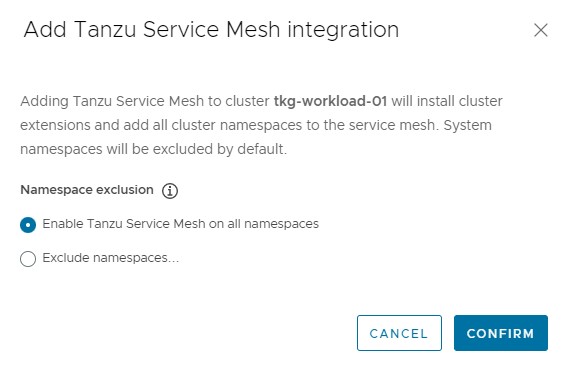 Add Tanzu Service Mesh integration
Adding Tanzu Service Mesh to cluster tkg-workload-01 will install cluster
extensions and add all cluster namespaces to the service mesh. System
namespaces will be excluded by default.
Namespace exclusion
Enable Tanzu Service Mesh on all namespaces
Exclude namespaces...
CANCEL CONFIRM